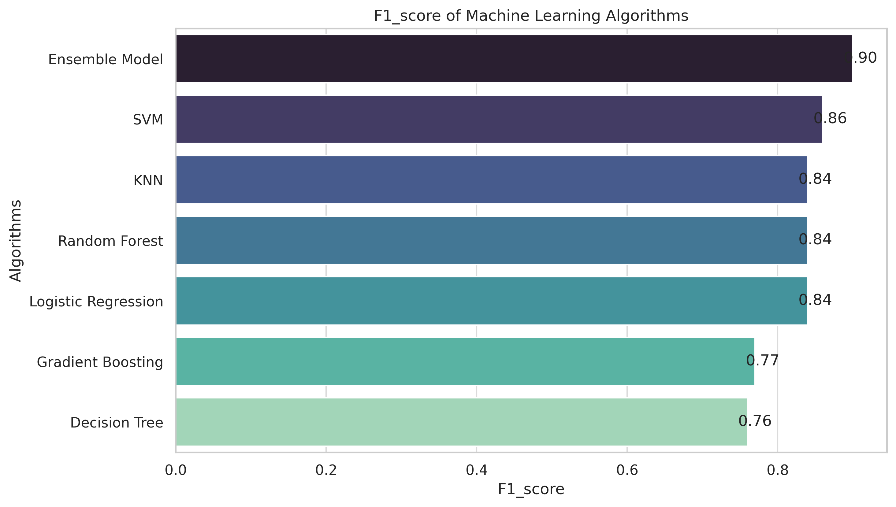 F1_score of Machine Learning Algorithms
Algorithms
Ensemble Model
.90
SVM
0.86
KNN
0.84
Random Forest
0.84
Logistic Regression
0.84
Gradient Boosting
0.77
Decision Tree
0.76
0.0 0.2 0.4 0.6 0.8
F1_score